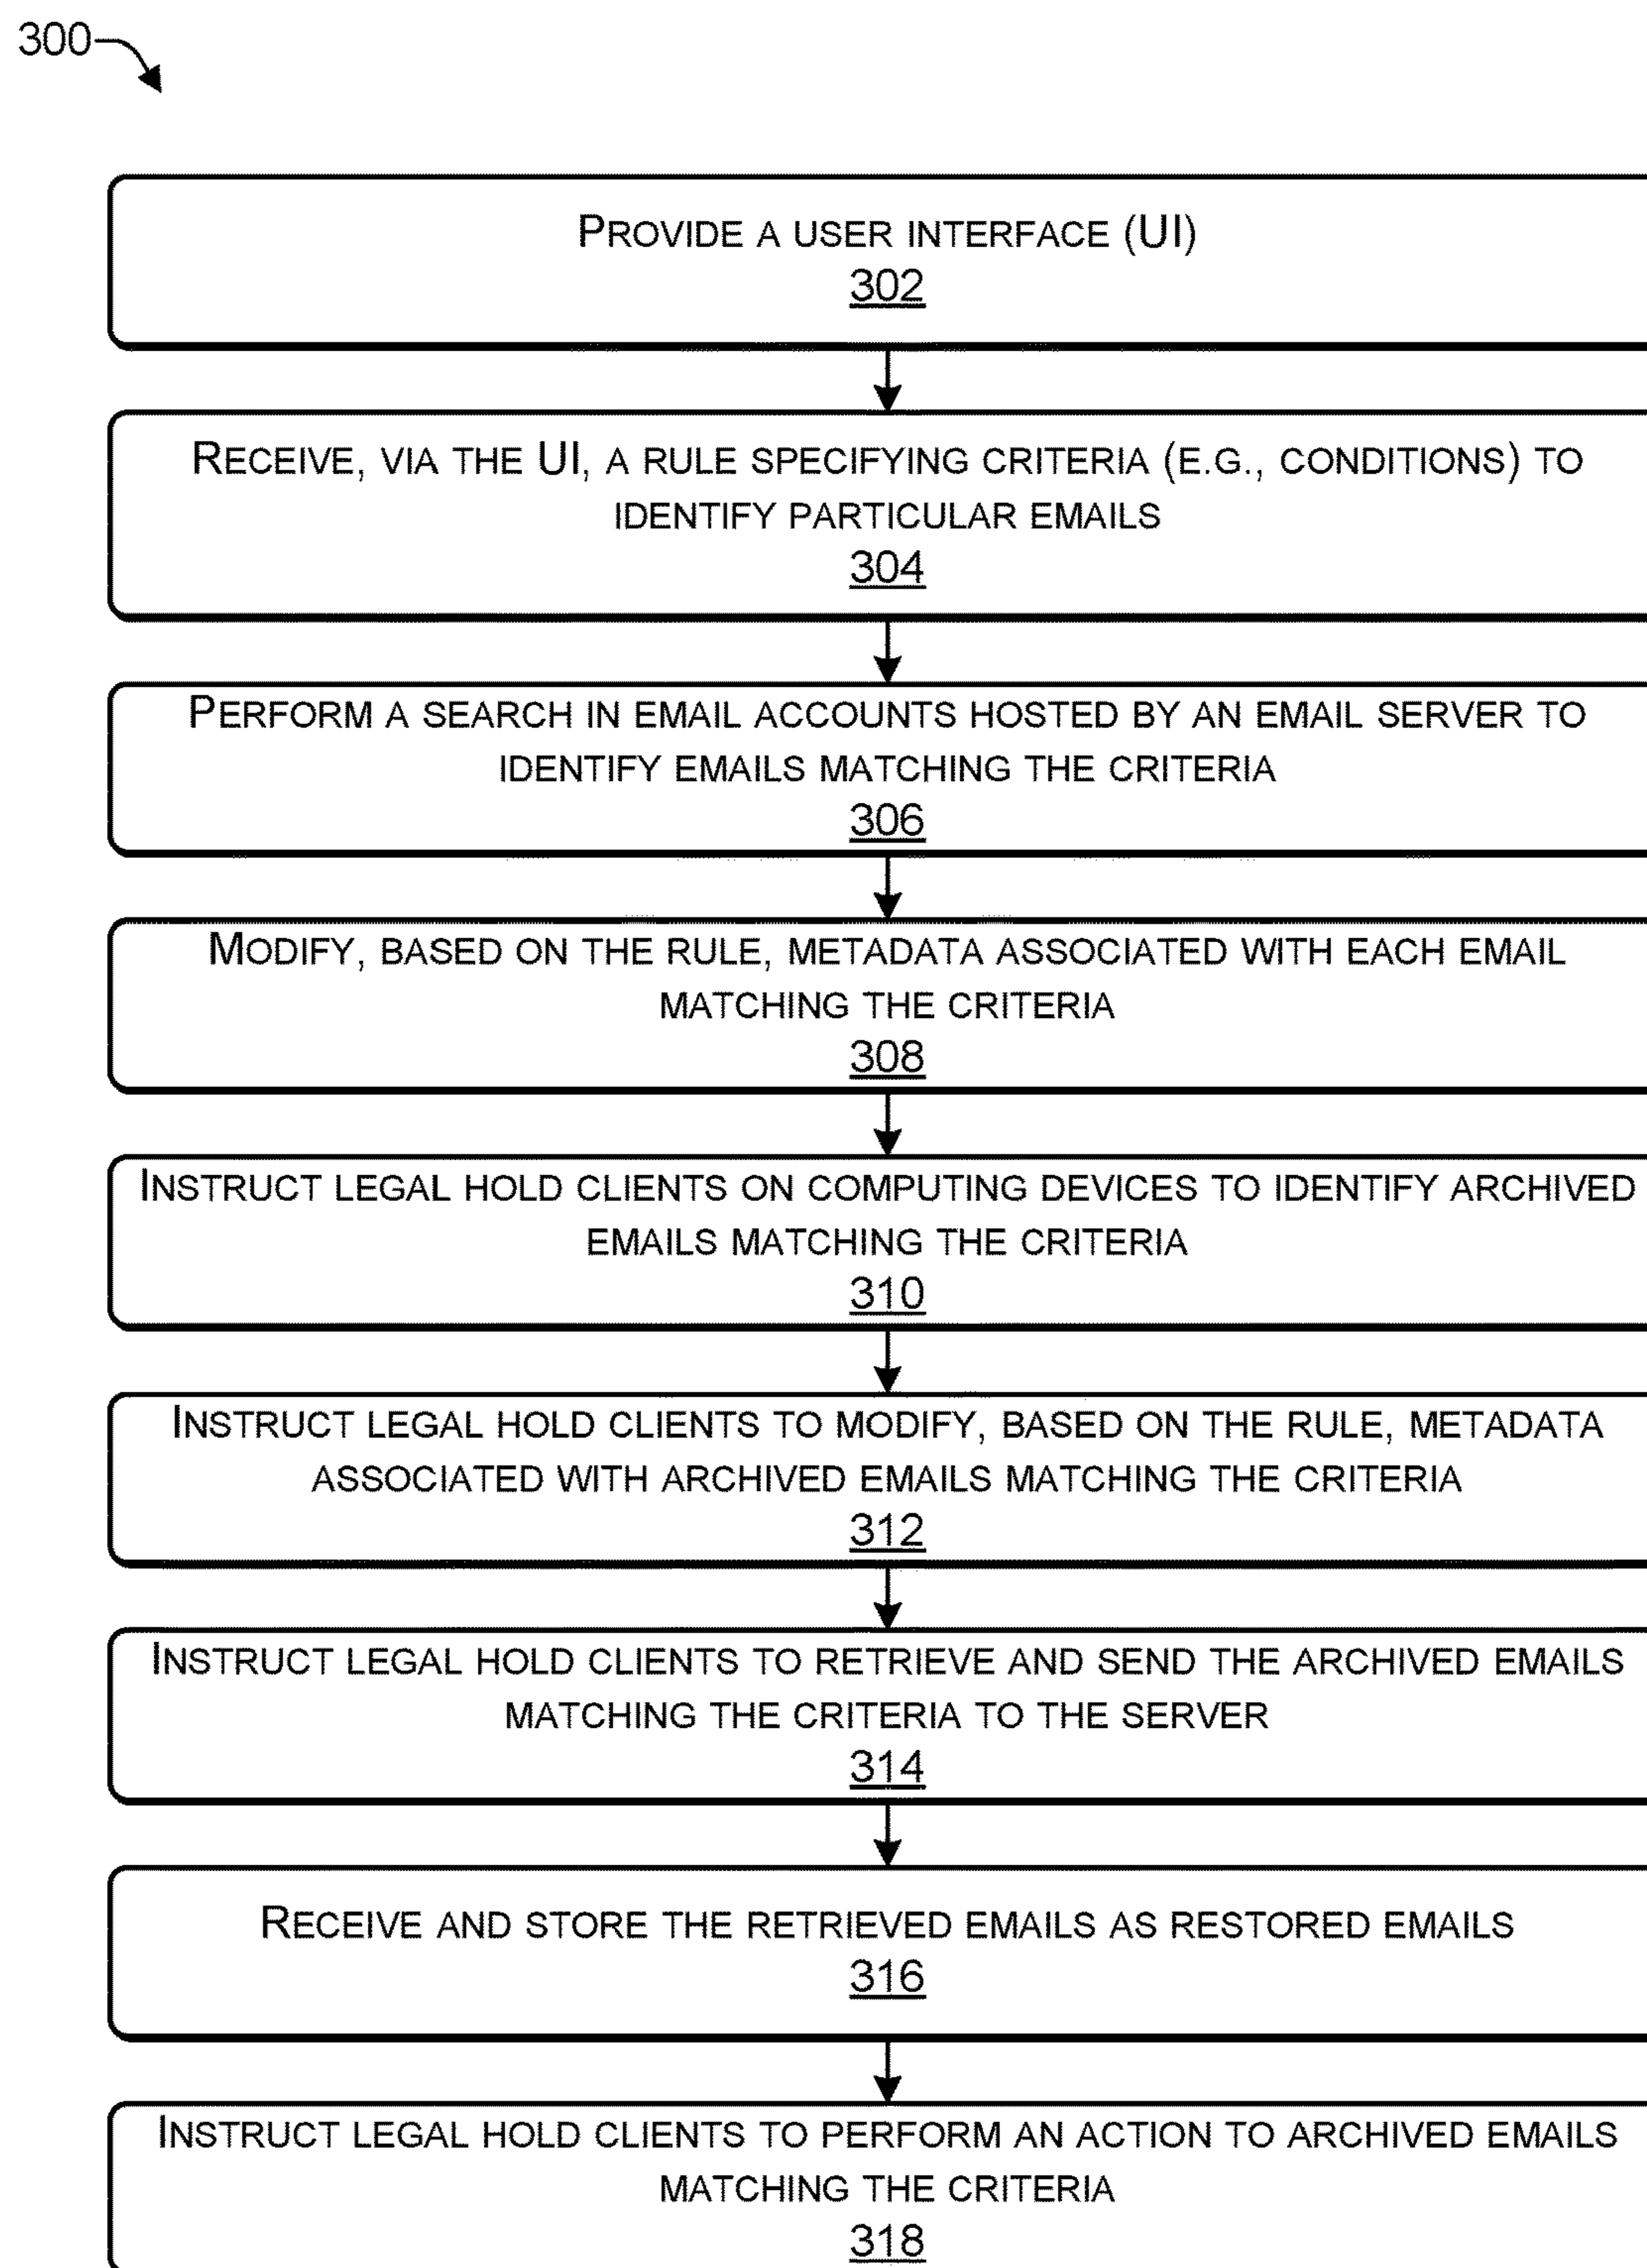 300
PROVIDE A USER INTERFACE (UI)
302
RECEIVE, VIA THE UI, A RULE SPECIFYING CRITERIA (E.G., CONDITIONS) TO
IDENTIFY PARTICULAR EMAILS
304
PERFORM A SEARCH IN EMAIL ACCOUNTS HOSTED BY AN EMAIL SERVER TO
IDENTIFY EMAILS MATCHING THE CRITERIA
306
MODIFY, BASED ON THE RULE, METADATA ASSOCIATED WITH EACH EMAIL
MATCHING THE CRITERIA
308
INSTRUCT LEGAL HOLD CLIENTS ON COMPUTING DEVICES TO IDENTIFY ARCHIVED
EMAILS MATCHING THE CRITERIA
310
INSTRUCT LEGAL HOLD CLIENTS TO MODIFY, BASED ON THE RULE, METADATA
ASSOCIATED WITH ARCHIVED EMAILS MATCHING THE CRITERIA
312
INSTRUCT LEGAL HOLD CLIENTS TO RETRIEVE AND SEND THE ARCHIVED EMAILS
MATCHING THE CRITERIA TO THE SERVER
314
RECEIVE AND STORE THE RETRIEVED EMAILS AS RESTORED EMAILS
316
INSTRUCT LEGAL HOLD CLIENTS TO PERFORM AN ACTION TO ARCHIVED EMAILS
MATCHING THE CRITERIA
318